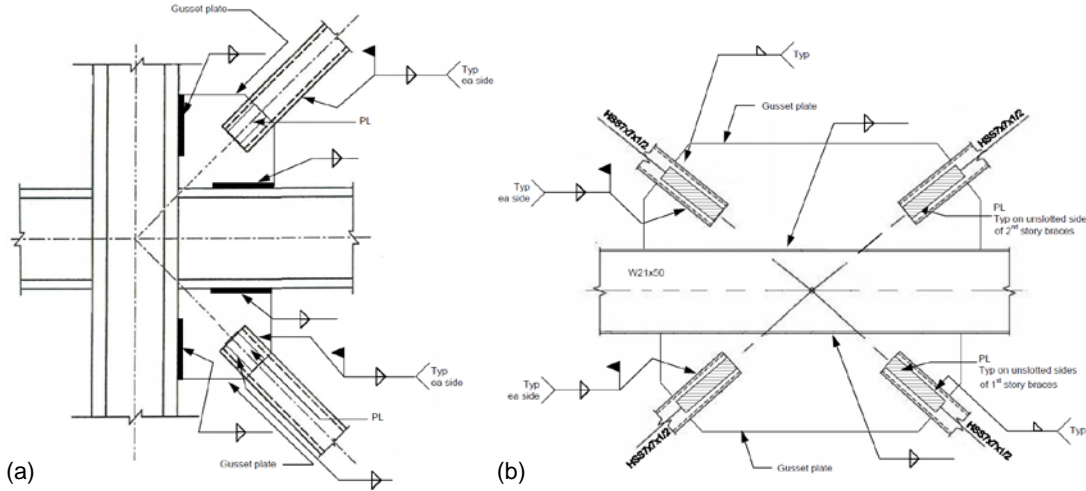 Gusset plate
Typ
ea side
PL
Typ
ea side
PL
Gusset plate
(a)
Typ
Gusset plate
HSS7x7x1/2
HSS7x7x1/2
Typ
ea side
PL
Typ on unslotted side
of 2nd story braces
W21x50
PL
Typ on unslotted sides
of 1st story braces
Typ
ea side
Typ
HSS7x7x1/2
HSS7x7x1/2
Gusset plate
(b)